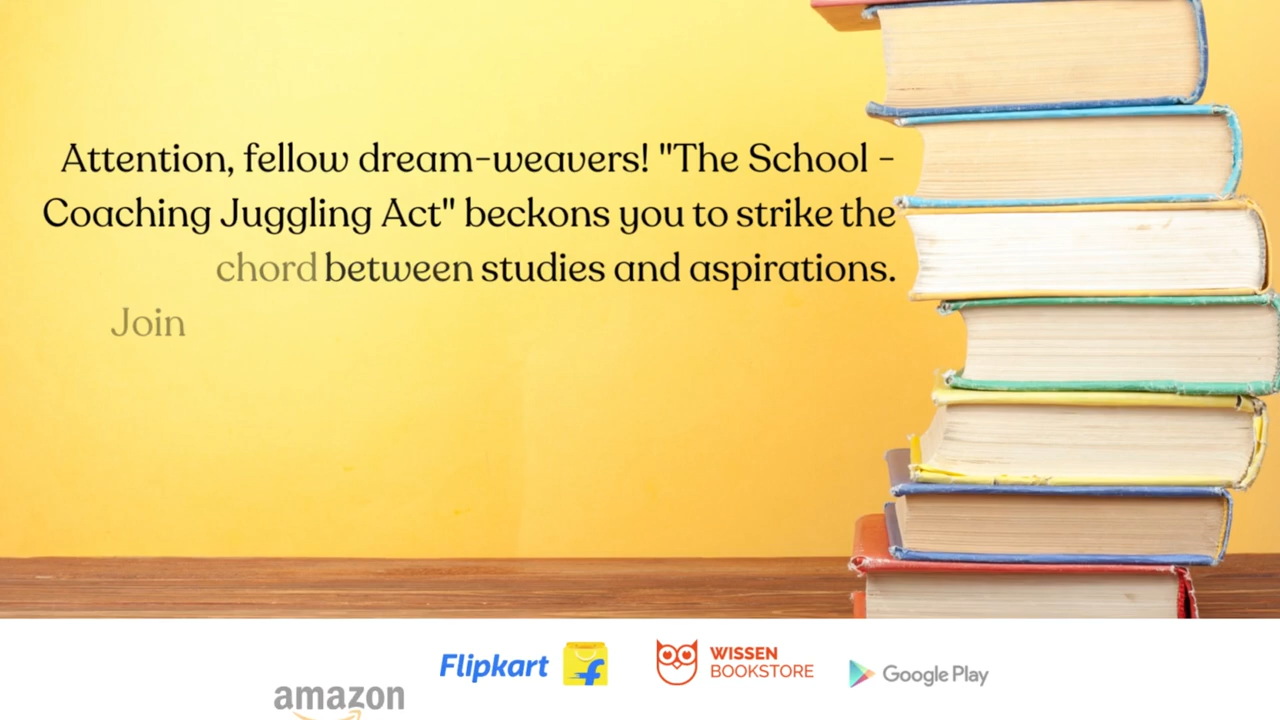 Attention, fellow dream-weavers! "The School -
Coaching Juggling Act" beckons you to strike the
chord between studies and aspirations.
Join
Flipkart
WISSEN
BOOKSTORE
Google Play
amazon